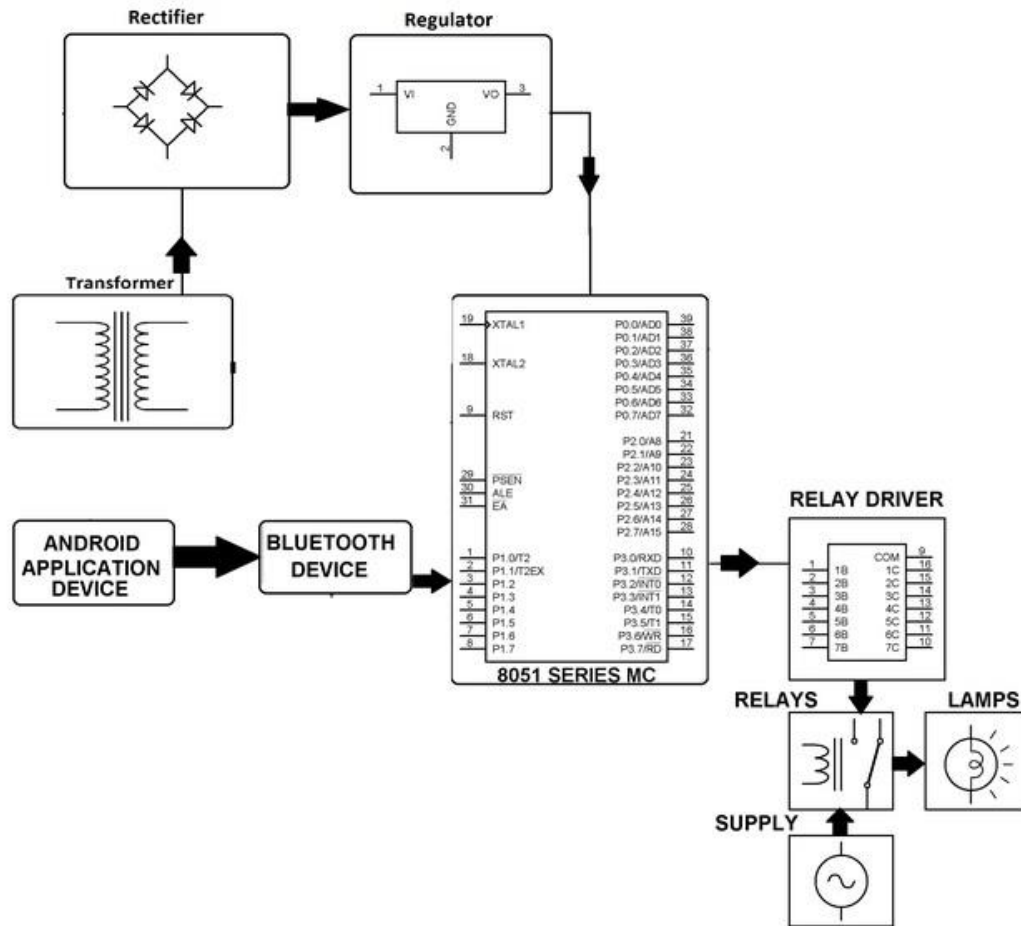 Rectifier
Regulator
1
VI
VO
3
GND
2
Transformer
19
XTAL1
18
XTAL2
9
RST
29
PSEN
30
ALE
31
EA
1
P1.0/T2
2
P1.1/T2EX
3
P1.2
4
P1.3
5
P1.4
6
P1.5
7
P1.6
8
P1.7
P0.0/AD0
39
P0.1/AD1
38
P0.2/AD2
37
P0.3/AD3
36
P0.4/AD4
35
P0.5/AD5
34
P0.6/AD6
33
P0.7/AD7
32
P2.0/A8
21
P2.1/A9
22
P2.2/A10
23
P2.3/A11
24
P2.4/A12
25
P2.5/A13
26
P2.6/A14
27
P2.7/A15
28
P3.0/RXD
10
P3.1/TXD
11
P3.2/INT0
12
P3.3/INT1
13
P3.4/T0
14
P3.5/T1
15
P3.6/WR
16
P3.7/RD
17
8051 SERIES MC
ANDROID
APPLICATION
DEVICE
BLUETOOTH
DEVICE
RELAY DRIVER
1
1B
2
2B
3
3B
4
4B
5
5B
6
6B
7
7B
COM
9
1C
16
2C
15
3C
14
4C
13
5C
12
6C
11
7C
10
RELAYS
LAMPS
SUPPLY